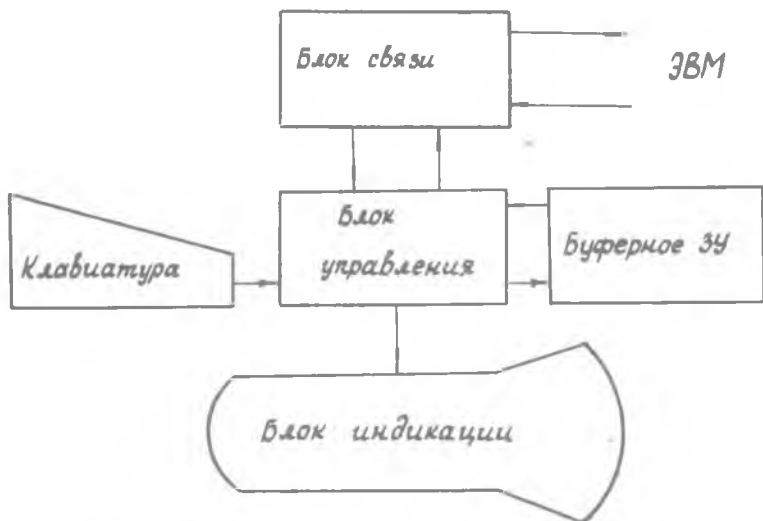 Блок связи
ЭВМ
Клавиатура
Блок
управления
Буферное ЗУ
Блок индикации